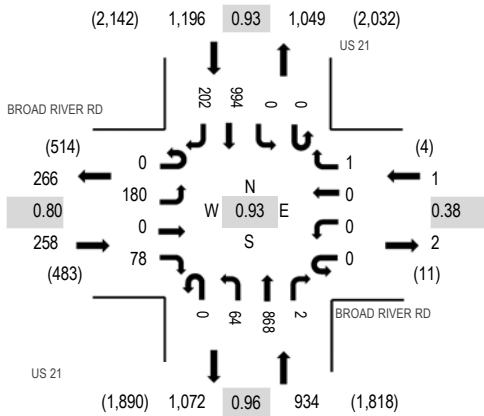 (2,142) 1,196 0.93 1,049 (2,032)
US 21
202 994 0 0
BROAD RIVER RD
(514) 0 1 (4)
266 180 N 0 1
0.80 W 0.93 E 0.38
258 0 S 0 2
(483) 78 0 (11)
0 64 868 2
BROAD RIVER RD
US 21
(1,890) 1,072 0.96 934 (1,818)